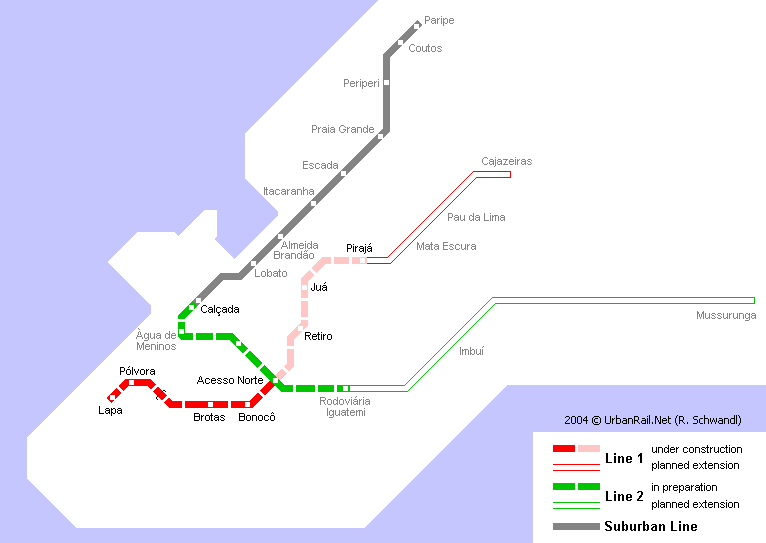 Paripe
Coutos
Periperi
Praia Grande
Escada
Cajazeiras
Itacaranha
Pau da Lima
Almeida
Brandão
Pirajá
Mata Escura
Lobato
Juá
Calçada
Mussurunga
Água de
Meninos
Retiro
Imbuí
Pólvora
Acesso Norte
Lapa
Brotas
Bonocô
Rodoviária
Iguatemi
2004 © UrbanRail.Net (R. Schwandl)
Line 1
under construction
planned extension
Line 2
in preparation
planned extension
Suburban Line